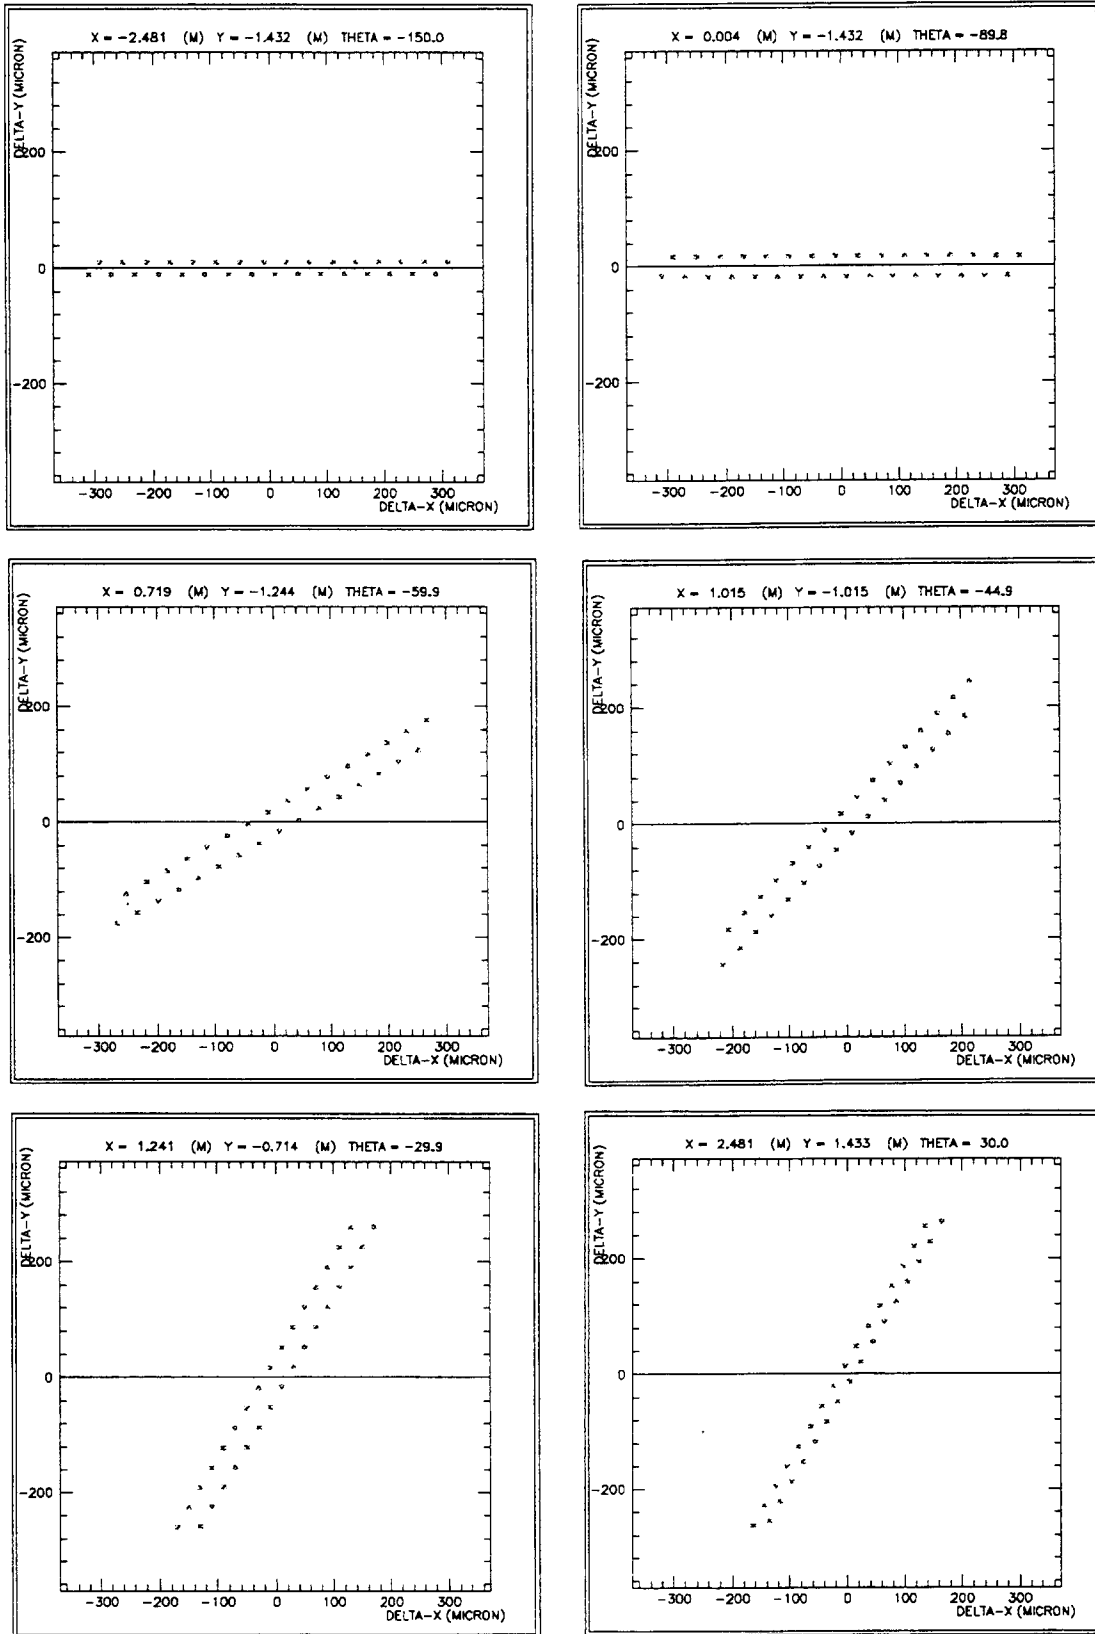 X = -2.481 (M) Y = -1.432 (M) THETA = -150.0
DELTA-Y (MICRON)
200
0
-200
-300 -200 -100 0 100 200 300
DELTA-X (MICRON)
X = 0.004 (M) Y = -1.432 (M) THETA = -89.8
DELTA-Y (MICRON)
200
0
-200
-300 -200 -100 0 100 200 300
DELTA-X (MICRON)
X = 0.719 (M) Y = -1.244 (M) THETA = -59.9
DELTA-Y (MICRON)
200
0
-200
-300 -200 -100 0 100 200 300
DELTA-X (MICRON)
X = 1.015 (M) Y = -1.015 (M) THETA = -44.9
DELTA-Y (MICRON)
200
0
-200
-300 -200 -100 0 100 200 300
DELTA-X (MICRON)
X = 1.241 (M) Y = -0.714 (M) THETA = -29.9
DELTA-Y (MICRON)
200
0
-200
-300 -200 -100 0 100 200 300
DELTA-X (MICRON)
X = 2.481 (M) Y = 1.433 (M) THETA = 30.0
DELTA-Y (MICRON)
200
0
-200
-300 -200 -100 0 100 200 300
DELTA-X (MICRON)